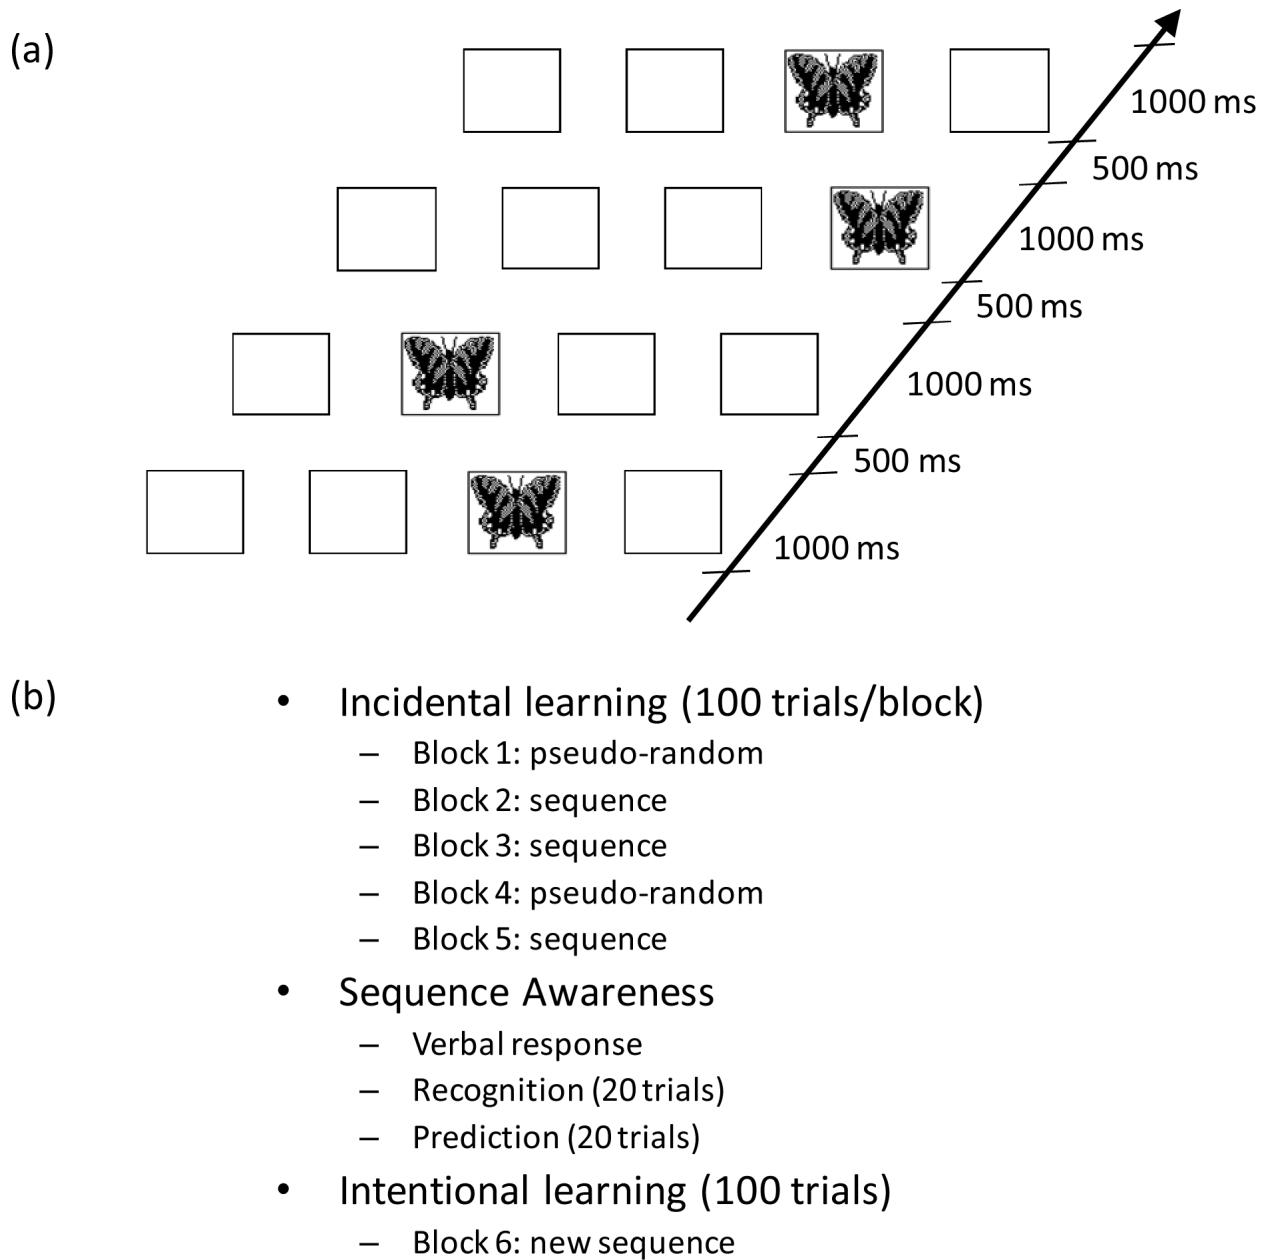 (a)
1000 ms
500 ms
1000 ms
500 ms
1000 ms
500 ms
1000 ms
(b)
• Incidental learning (100 trials/block)
– Block 1: pseudo-random
– Block 2: sequence
– Block 3: sequence
– Block 4: pseudo-random
– Block 5: sequence
• Sequence Awareness
– Verbal response
– Recognition (20 trials)
– Prediction (20 trials)
• Intentional learning (100 trials)
– Block 6: new sequence